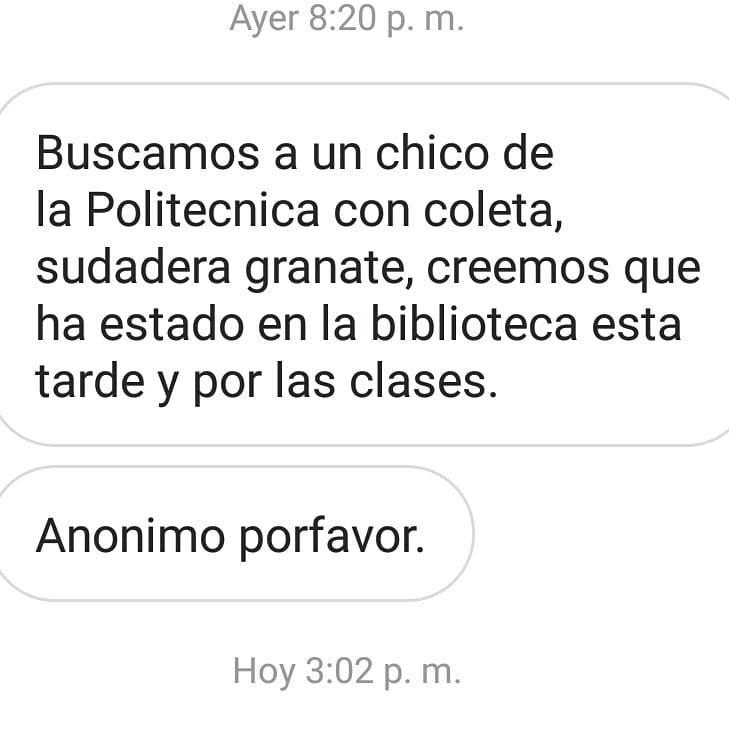 Ayer 8:20 p. m.
Buscamos a un chico de
la Politecnica con coleta,
sudadera granate, creemos que
ha estado en la biblioteca esta
tarde y por las clases.
Anonimo porfavor.
Hoy 3:02 p. m.